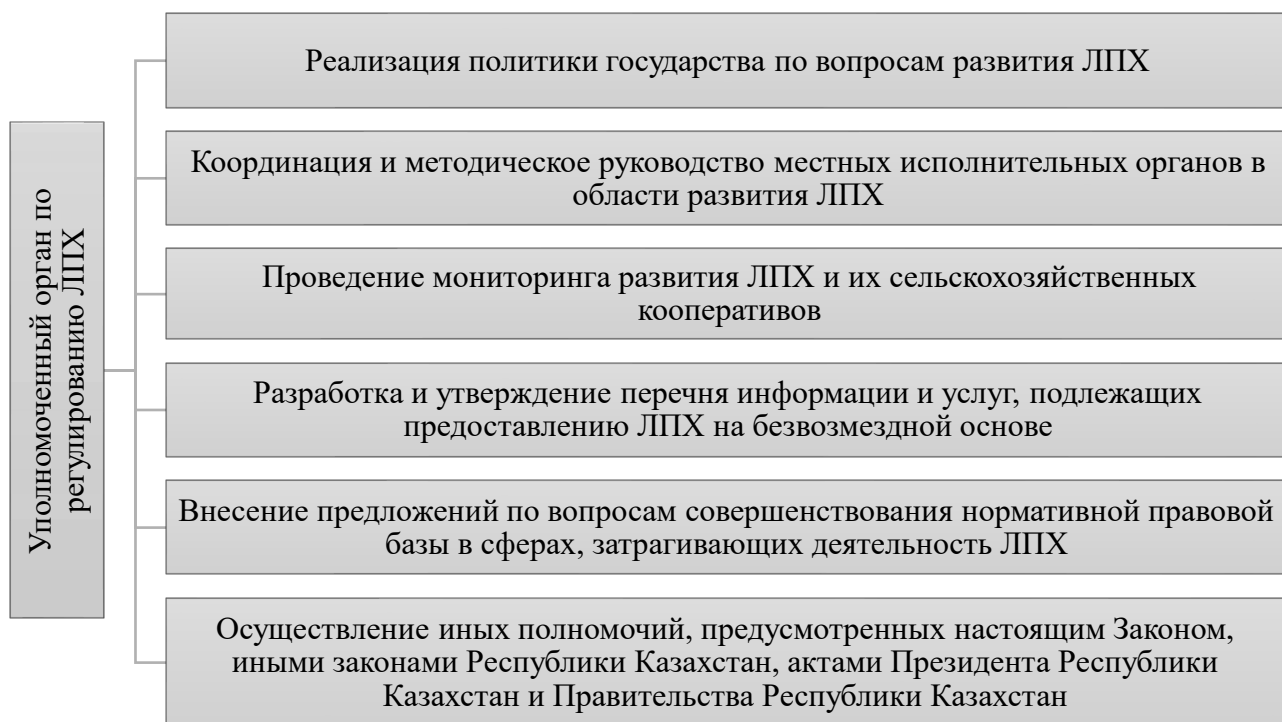 Уполномоченный орган по
регулированию ЛПХ
Реализация политики государства по вопросам развития ЛПХ
Координация и методическое руководство местных исполнительных органов в
области развития ЛПХ
Проведение мониторинга развития ЛПХ и их сельскохозяйственных
кооперативов
Разработка и утверждение перечня информации и услуг, подлежащих
предоставлению ЛПХ на безвозмездной основе
Внесение предложений по вопросам совершенствования нормативной правовой
базы в сферах, затрагивающих деятельность ЛПХ
Осуществление иных полномочий, предусмотренных настоящим Законом,
иными законами Республики Казахстан, актами Президента Республики
Казахстан и Правительства Республики Казахстан